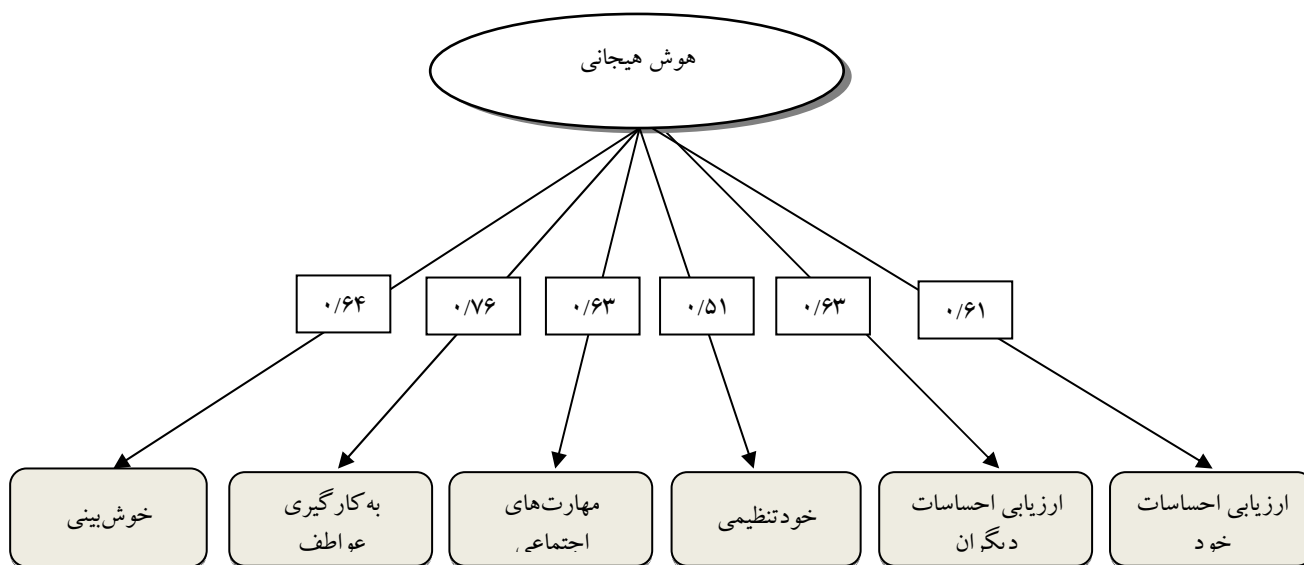 هوش هیجانی
۰/۶۱
۰/۶۳
۰/۵۱
۰/۶۳
۰/۷۶
۰/۶۴
ارزیابی احساسات
خود
ارزیابی احساسات
دیگران
خودتنظیمی
مهارت‌های
اجتماعی
به‌کارگیری
عواطف
خوش‌بینی